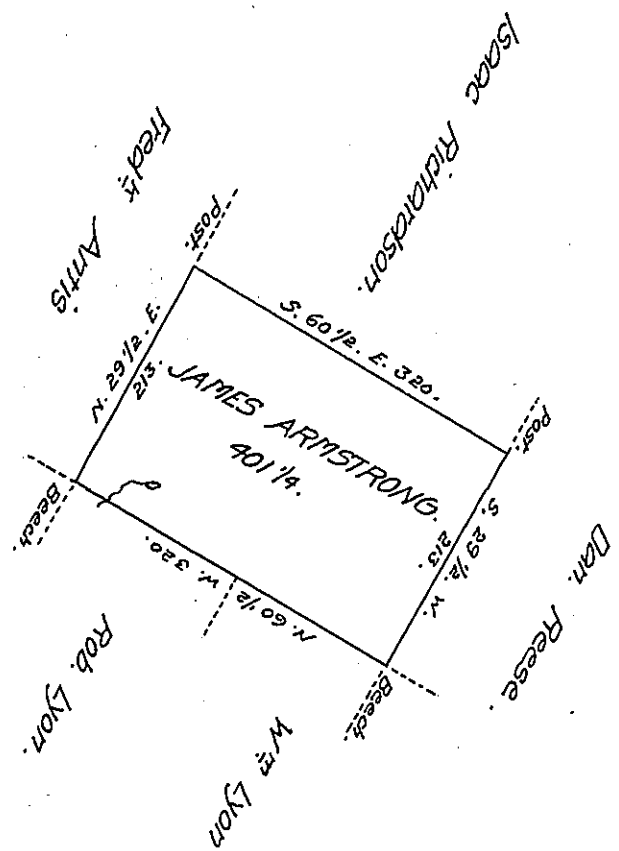 Isaac Richardson.
Fred:k Antis
Post.
S. 60 1/2. E. 320.
N. 29 1/2. E.
213.
JAMES ARMSTRONG.
401 1/4.
Post.
S. 29 1/2. W.
213.
Dan. Reese.
Beech.
N. 60 1/2 W. 320.
Beech.
Rob. Lyon.
Wm Lyon